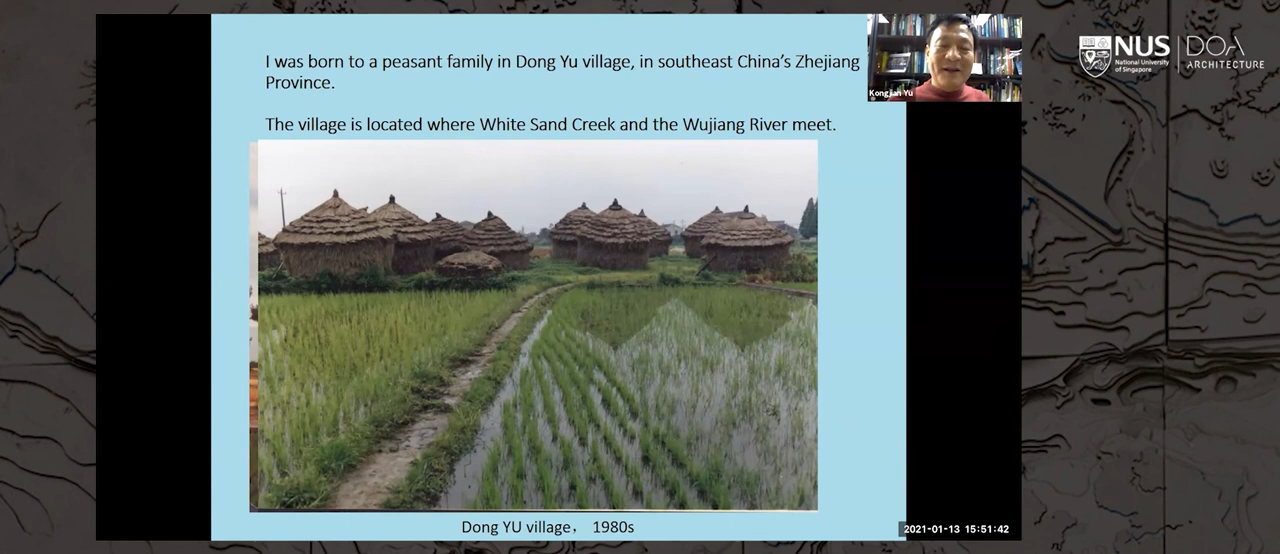 I was born to a peasant family in Dong Yu village, in southeast China's Zhejiang
Province.
The village is located where White Sand Creek and the Wujiang River meet.
Kongjian Yu
NUS
National University
of Singapore
DOA
ARCHITECTURE
Dong YU village， 1980s
2021-01-13 15:51:42